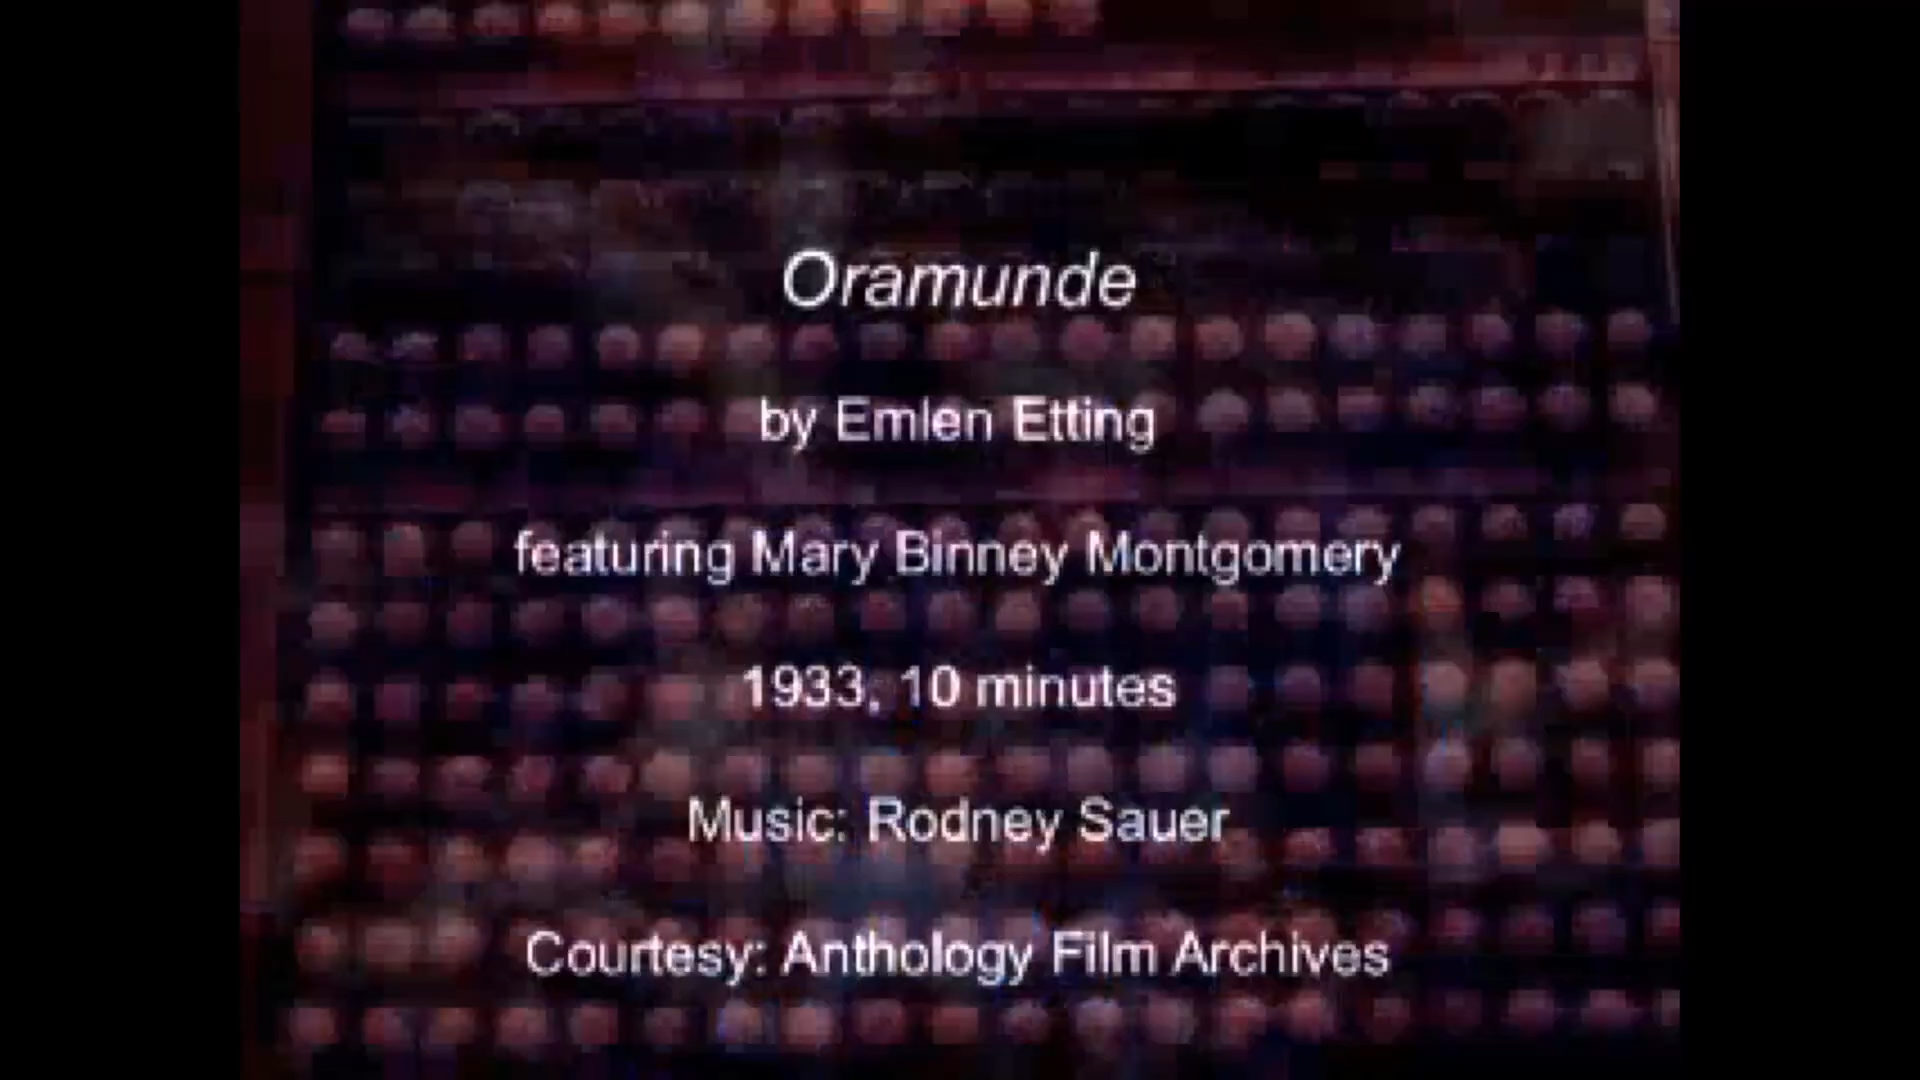 Oramunde
by Emlen Etting
featuring Mary Binney Montgomery
1933, 10 minutes
Music: Rodney Sauer
Courtesy: Anthology Film Archives